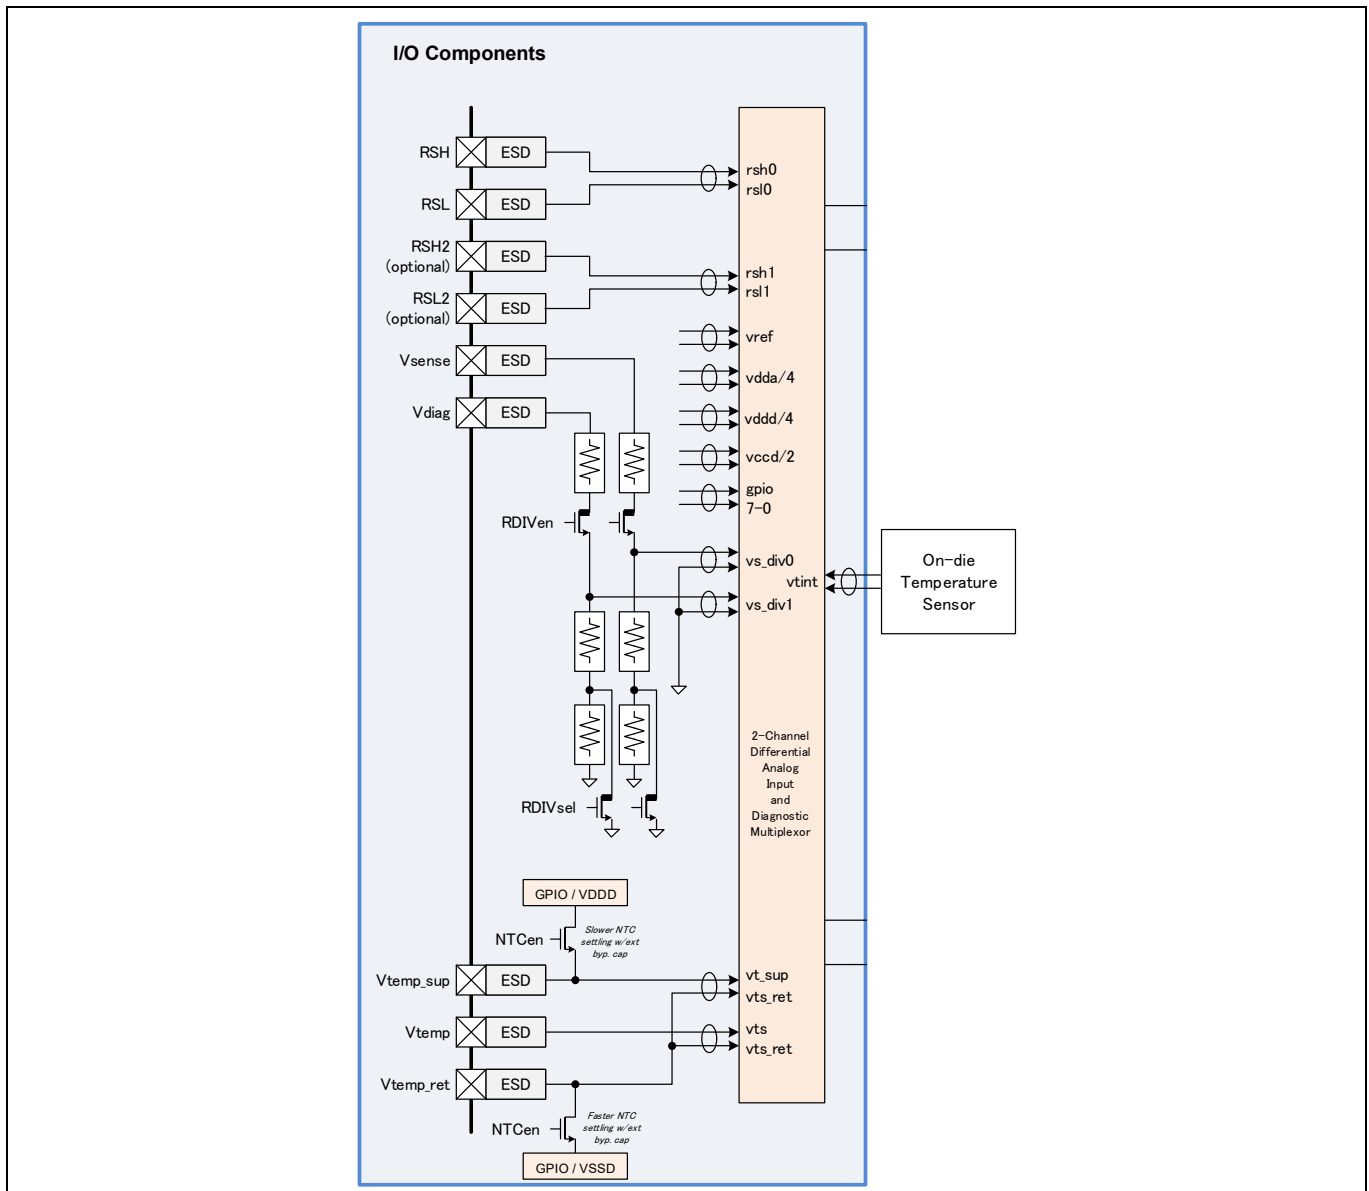 I/O Components
RSH
ESD
rsh0
rsl0
RSL
ESD
RSH2
(optional)
ESD
rsh1
rsl1
RSL2
(optional)
ESD
vref
Vsense
ESD
vdda/4
Vdiag
ESD
vddd/4
vccd/2
gpio
7-0
RDIVen
vs_div0
vtint
vs_div1
On-die
Temperature
Sensor
2-Channel
Differential
Analog
Input
and
Diagnostic
Multiplexor
RDIVsel
GPIO / VDDD
NTCen
Slower NTC
settling w/ext
byp. cap
Vtemp_sup
ESD
vt_sup
vts_ret
Vtemp
ESD
vts
vts_ret
Vtemp_ret
ESD
NTCen
Faster NTC
settling w/ext
byp. cap
GPIO / VSSD